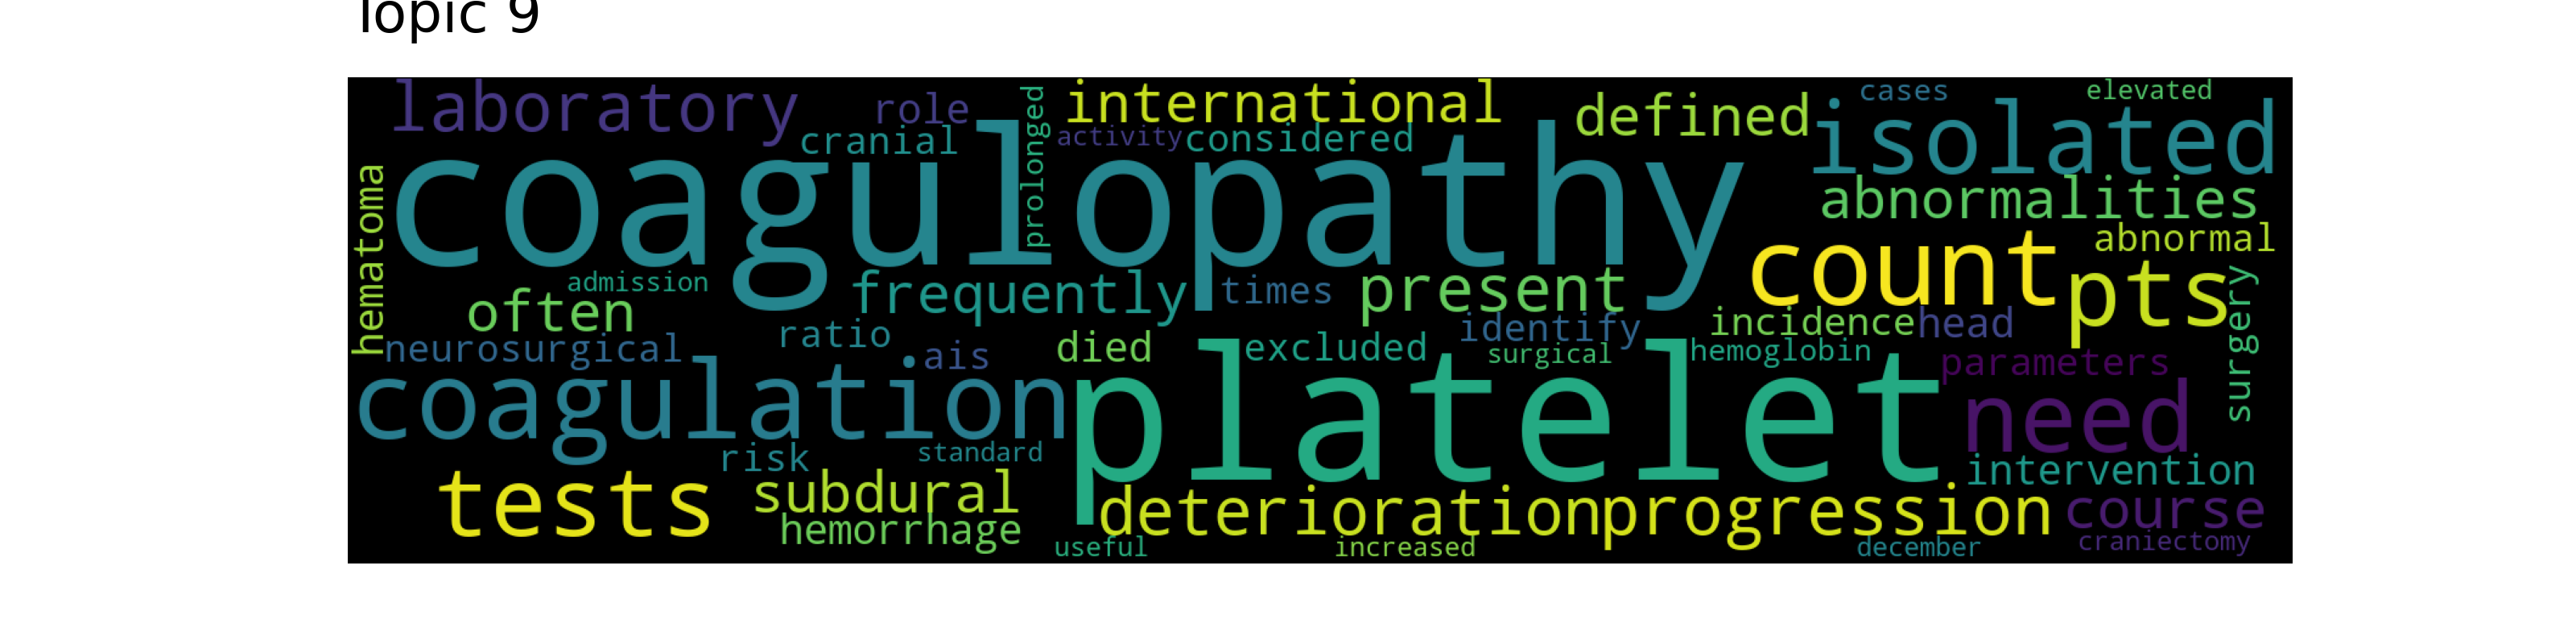 Topic 9
laboratory
role
prolonged
international
defined
cases
elevated
cranial
activity
considered
isolated
coagulopathy
hematoma
abnormalities
abnormal
count
pts
surgery
admission
often
frequently
times
present
identify
incidence
head
neurosurgical
ratio
ais
died
excluded
surgical
hemoglobin
parameters
coagulation
platelet
need
risk
standard
intervention
tests
subdural
hemorrhage
deterioration
progression
course
useful
increased
december
craniectomy